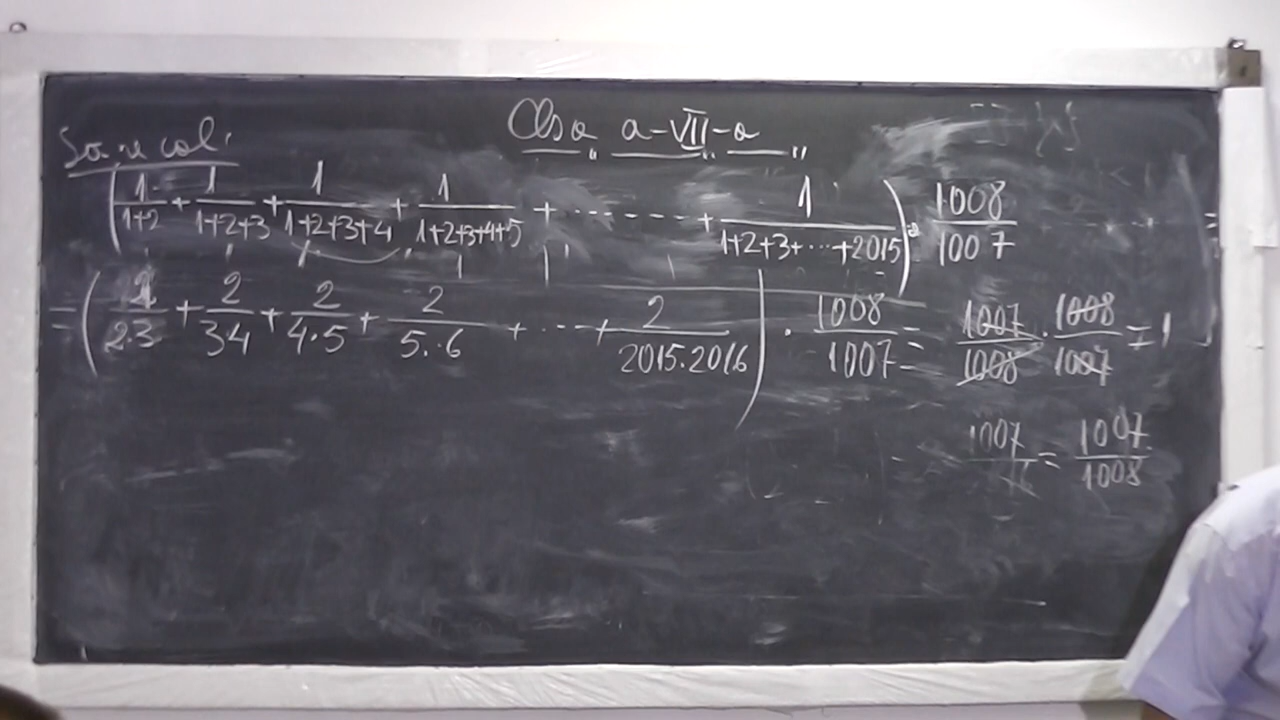 Clasa a-VII-a
Sa se calc.
(1/(1+2) + 1/(1+2+3) + 1/(1+2+3+4) + 1/(1+2+3+4+5) + ........ + 1/(1+2+3+...+2015)) · 1008/1007 =
= (2/(2·3) + 2/(3·4) + 2/(4·5) + 2/(5·6) + ... + 2/(2015·2016)) · 1008/1007 = 1007/1008 · 1008/1007 = 1
= 1007/1008